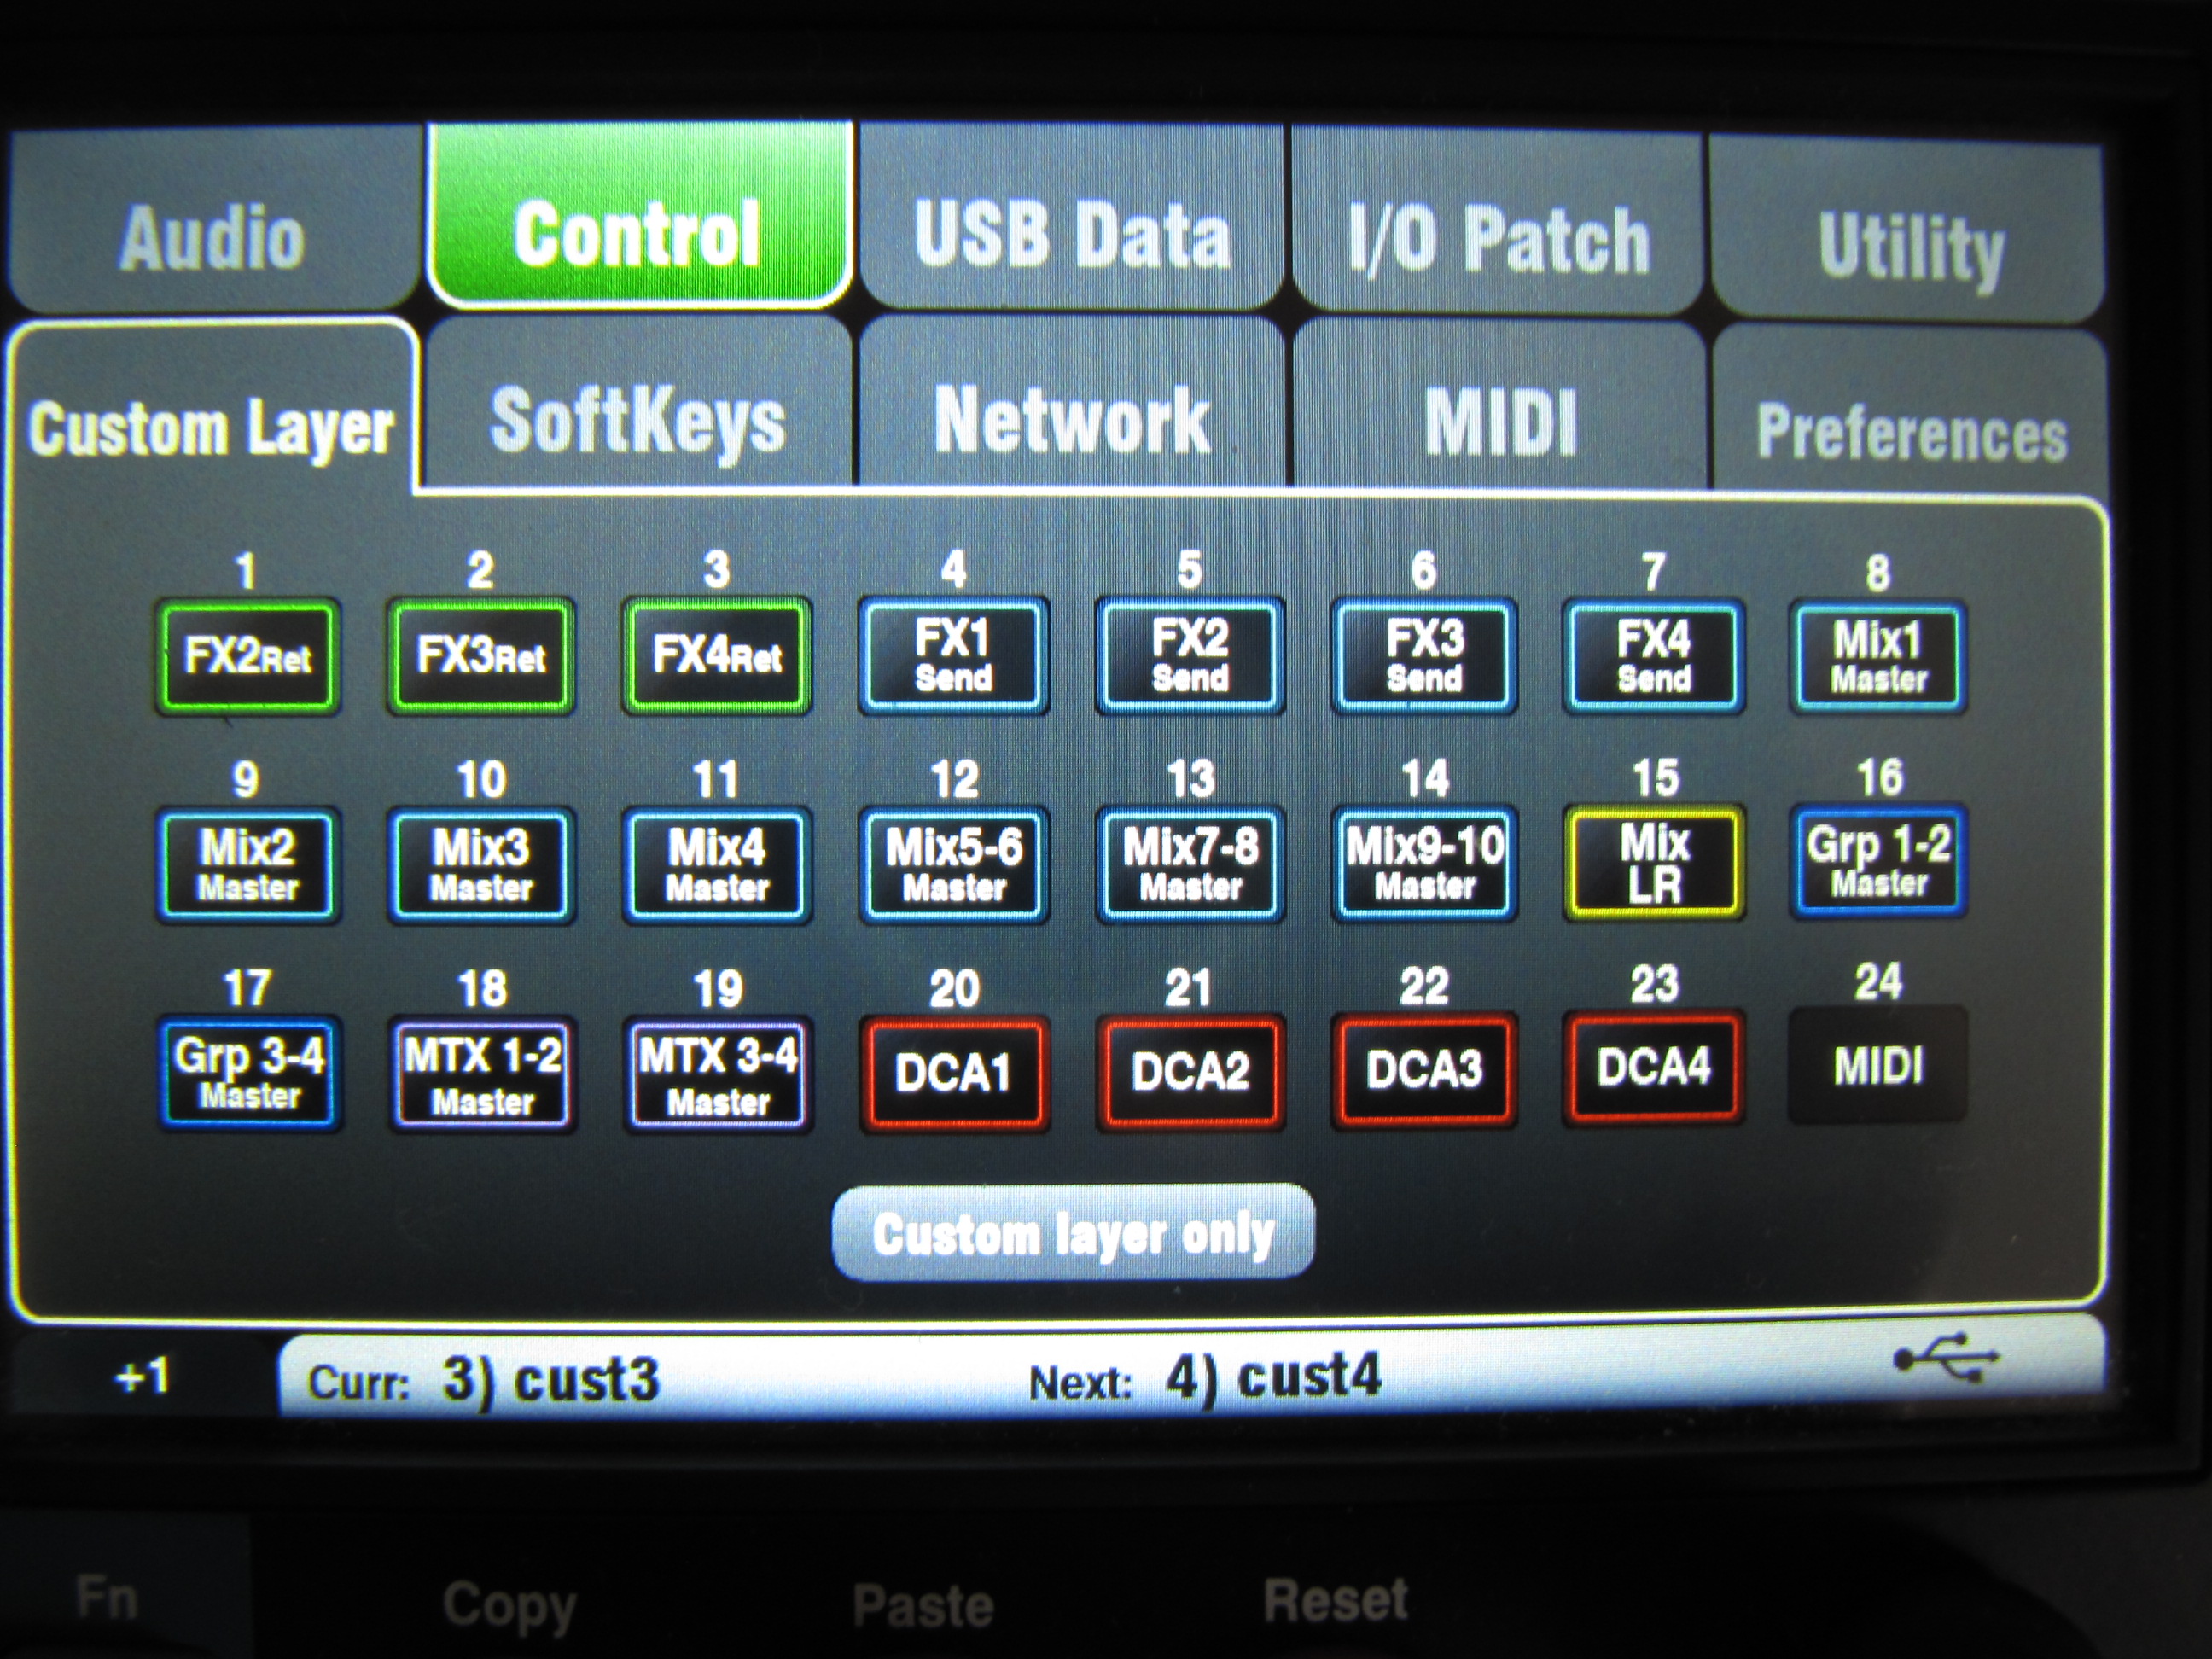 Audio Control USB Data I/O Patch Utility
Custom Layer SoftKeys Network MIDI Preferences
1 2 3 4 5 6 7 8
FX2Ret FX3Ret FX4Ret FX1 Send FX2 Send FX3 Send FX4 Send Mix1 Master
9 10 11 12 13 14 15 16
Mix2 Master Mix3 Master Mix4 Master Mix5-6 Master Mix7-8 Master Mix9-10 Master Mix LR Grp 1-2 Master
17 18 19 20 21 22 23 24
Grp 3-4 Master MTX 1-2 Master MTX 3-4 Master DCA1 DCA2 DCA3 DCA4 MIDI
Custom layer only
+1 Curr: 3) cust3 Next: 4) cust4
Fn Copy Paste Reset